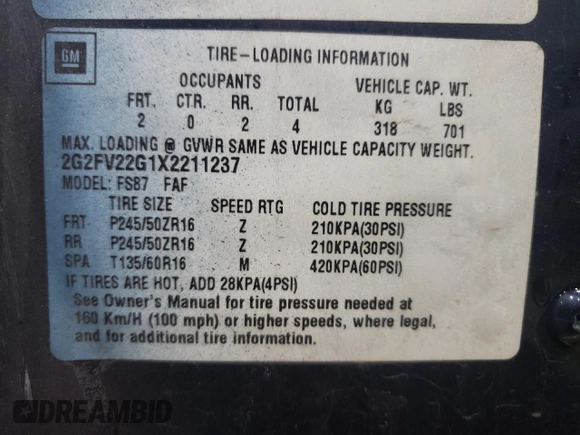 GM
TIRE-LOADING INFORMATION
OCCUPANTS VEHICLE CAP. WT.
FRT. CTR. RR. TOTAL KG LBS
2 0 2 4 318 701
MAX. LOADING @ GVWR SAME AS VEHICLE CAPACITY WEIGHT.
2G2FV22G1X2211237
MODEL: FS87 FAF
TIRE SIZE SPEED RTG COLD TIRE PRESSURE
FRT P245/50ZR16 Z 210KPA(30PSI)
RR P245/50ZR16 Z 210KPA(30PSI)
SPA T135/60R16 M 420KPA(60PSI)
IF TIRES ARE HOT, ADD 28KPA(4PSI)
See Owner's Manual for tire pressure needed at
160 Km/H (100 mph) or higher speeds, where legal,
and for additional tire information.
DREAMBID